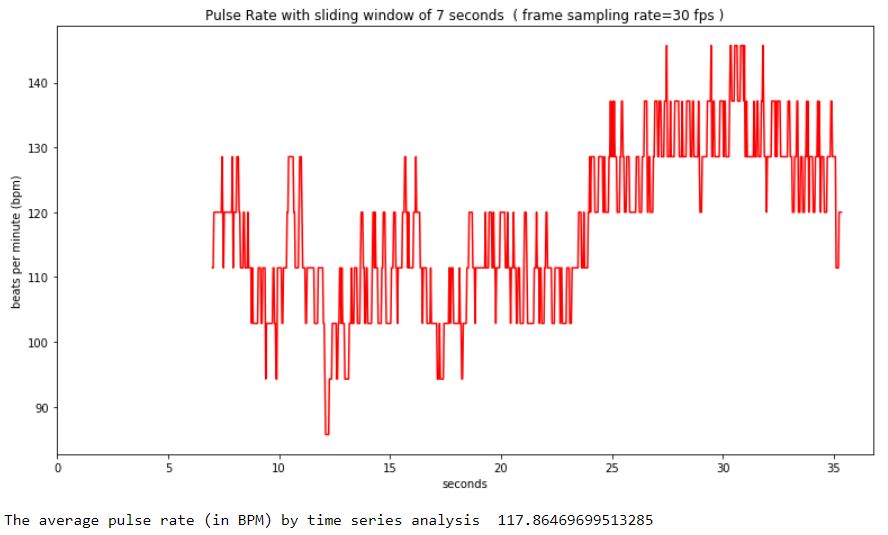 Pulse Rate with sliding window of 7 seconds  ( frame sampling rate=30 fps )
140
130
120
110
100
90
beats per minute (bpm)
0 5 10 15 20 25 30 35
seconds
The average pulse rate (in BPM) by time series analysis  117.86469699513285